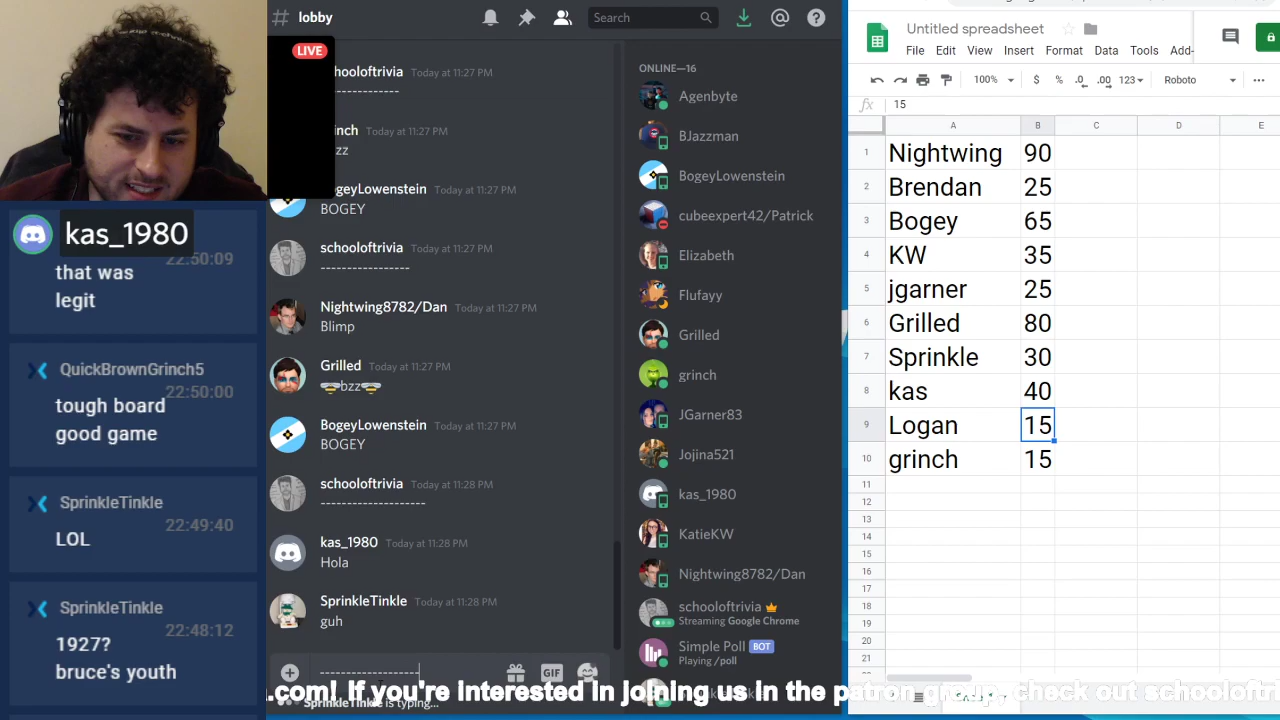 LIVE
kas_1980
22:50:09
that was
legit
QuickBrownGrinch5
22:50:00
tough board
good game
SprinkleTinkle
22:49:40
LOL
SprinkleTinkle
22:48:12
1927?
bruce's youth
# lobby
Search
hooloftrivia Today at 11:27 PM
--------------
inch Today at 11:27 PM
zz
ogeyLowenstein Today at 11:27 PM
BOGEY
schooloftrivia Today at 11:27 PM
-----------------
Nightwing8782/Dan Today at 11:27 PM
Blimp
Grilled Today at 11:27 PM
bzz
BogeyLowenstein Today at 11:27 PM
BOGEY
schooloftrivia Today at 11:28 PM
--------------------
kas_1980 Today at 11:28 PM
Hola
SprinkleTinkle Today at 11:28 PM
guh
-------------------
GIF
SprinkleTinkle is typing...
ONLINE—16
Agenbyte
BJazzman
BogeyLowenstein
cubeexpert42/Patrick
Elizabeth
Flufayy
Grilled
grinch
JGarner83
Jojina521
kas_1980
KatieKW
Nightwing8782/Dan
schooloftrivia
Streaming Google Chrome
Simple Poll BOT
Playing /poll
Untitled spreadsheet
File Edit View Insert Format Data Tools Add-
100% $ % .0 .00 123 Roboto
fx 15
A B C D E
1 Nightwing 90
2 Brendan 25
3 Bogey 65
4 KW 35
5 jgarner 25
6 Grilled 80
7 Sprinkle 30
8 kas 40
9 Logan 15
10 grinch 15
11
12
13
14
15
16
17
18
19
20
21
.com! If you're interested in joining us in the patron group, check out schooloftri